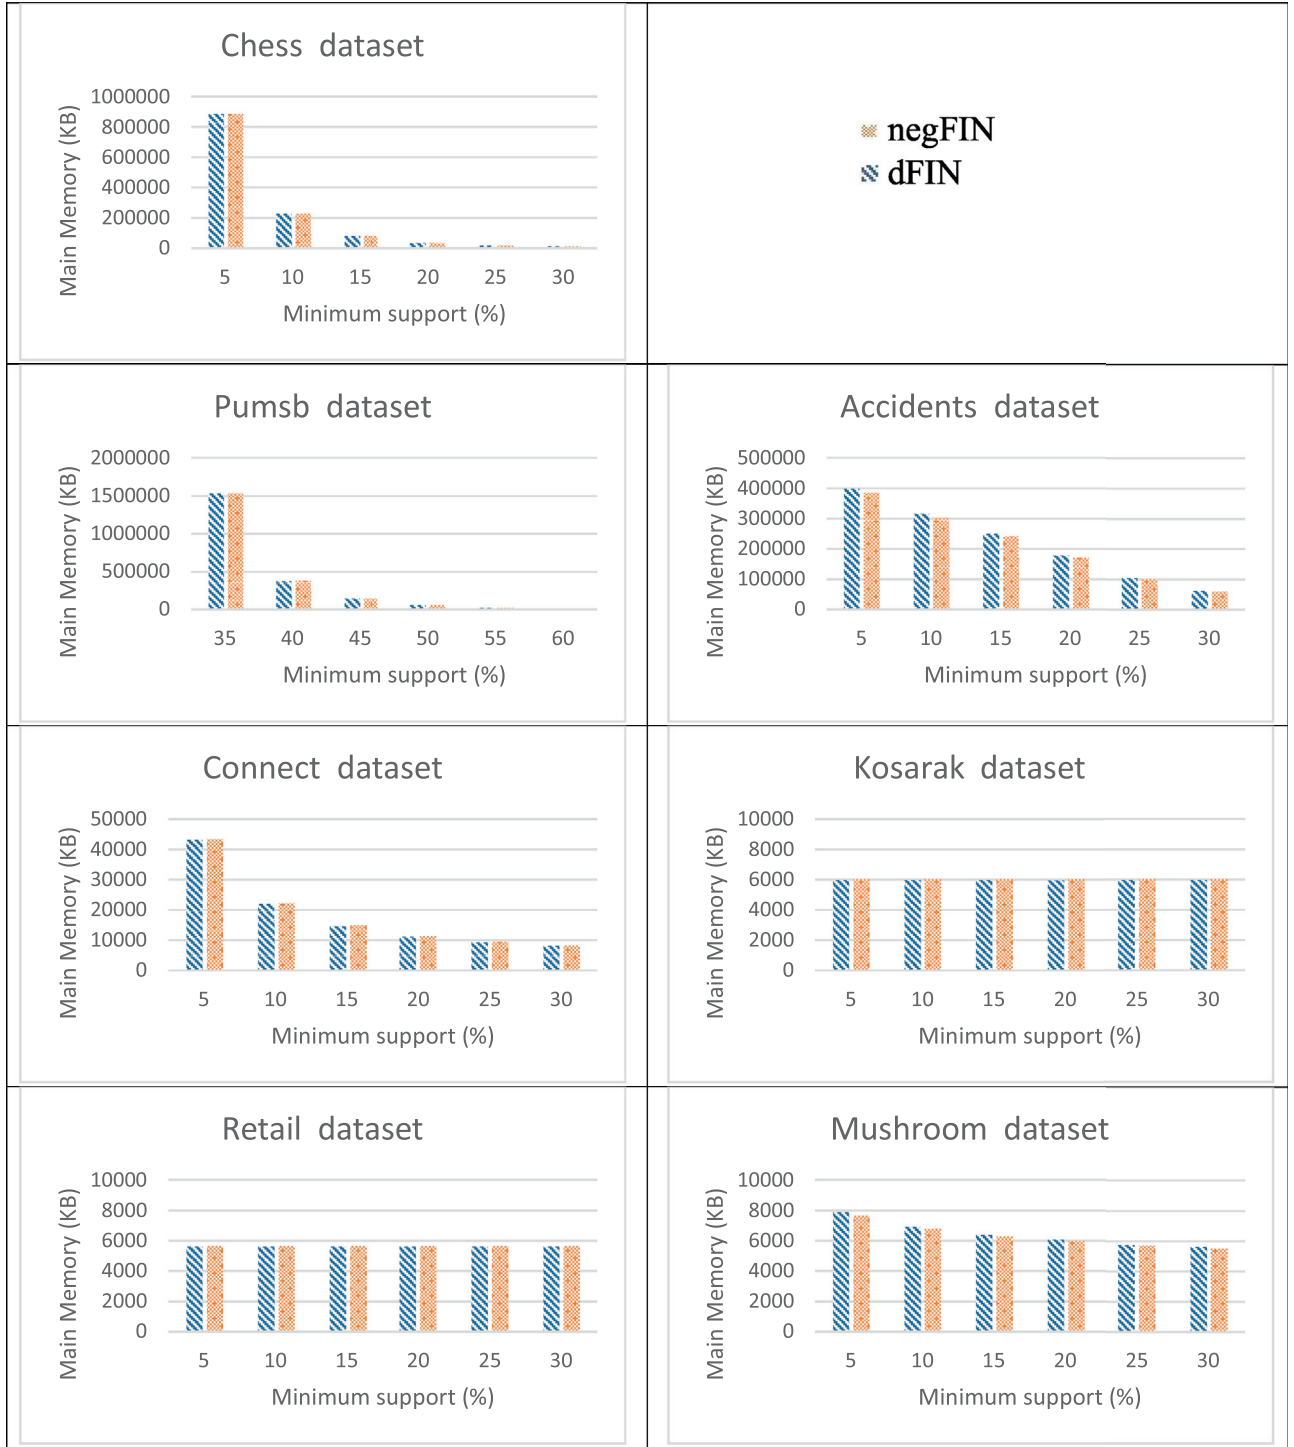 Chess dataset
Main Memory (KB)
1000000
800000
600000
400000
200000
0
5 10 15 20 25 30
Minimum support (%)
negFIN
dFIN
Pumsb dataset
Main Memory (KB)
2000000
1500000
1000000
500000
0
35 40 45 50 55 60
Minimum support (%)
Accidents dataset
Main Memory (KB)
500000
400000
300000
200000
100000
0
5 10 15 20 25 30
Minimum support (%)
Connect dataset
Main Memory (KB)
50000
40000
30000
20000
10000
0
5 10 15 20 25 30
Minimum support (%)
Kosarak dataset
Main Memory (KB)
10000
8000
6000
4000
2000
0
5 10 15 20 25 30
Minimum support (%)
Retail dataset
Main Memory (KB)
10000
8000
6000
4000
2000
0
5 10 15 20 25 30
Minimum support (%)
Mushroom dataset
Main Memory (KB)
10000
8000
6000
4000
2000
0
5 10 15 20 25 30
Minimum support (%)